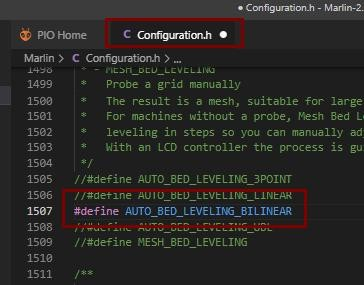 Configuration.h - Marlin-2.
PIO Home
C Configuration.h
Marlin > C Configuration.h > ...
1498 * - MESH_BED_LEVELING
1499 * Probe a grid manually
1500 * The result is a mesh, suitable for large
1501 * For machines without a probe, Mesh Bed Le
1502 * leveling in steps so you can manually adj
1503 * With an LCD controller the process is gui
1504 */
1505 //#define AUTO_BED_LEVELING_3POINT
1506 //#define AUTO_BED_LEVELING_LINEAR
1507 #define AUTO_BED_LEVELING_BILINEAR
1508 //#define AUTO_BED_LEVELING_UBL
1509 //#define MESH_BED_LEVELING
1510
1511 /**